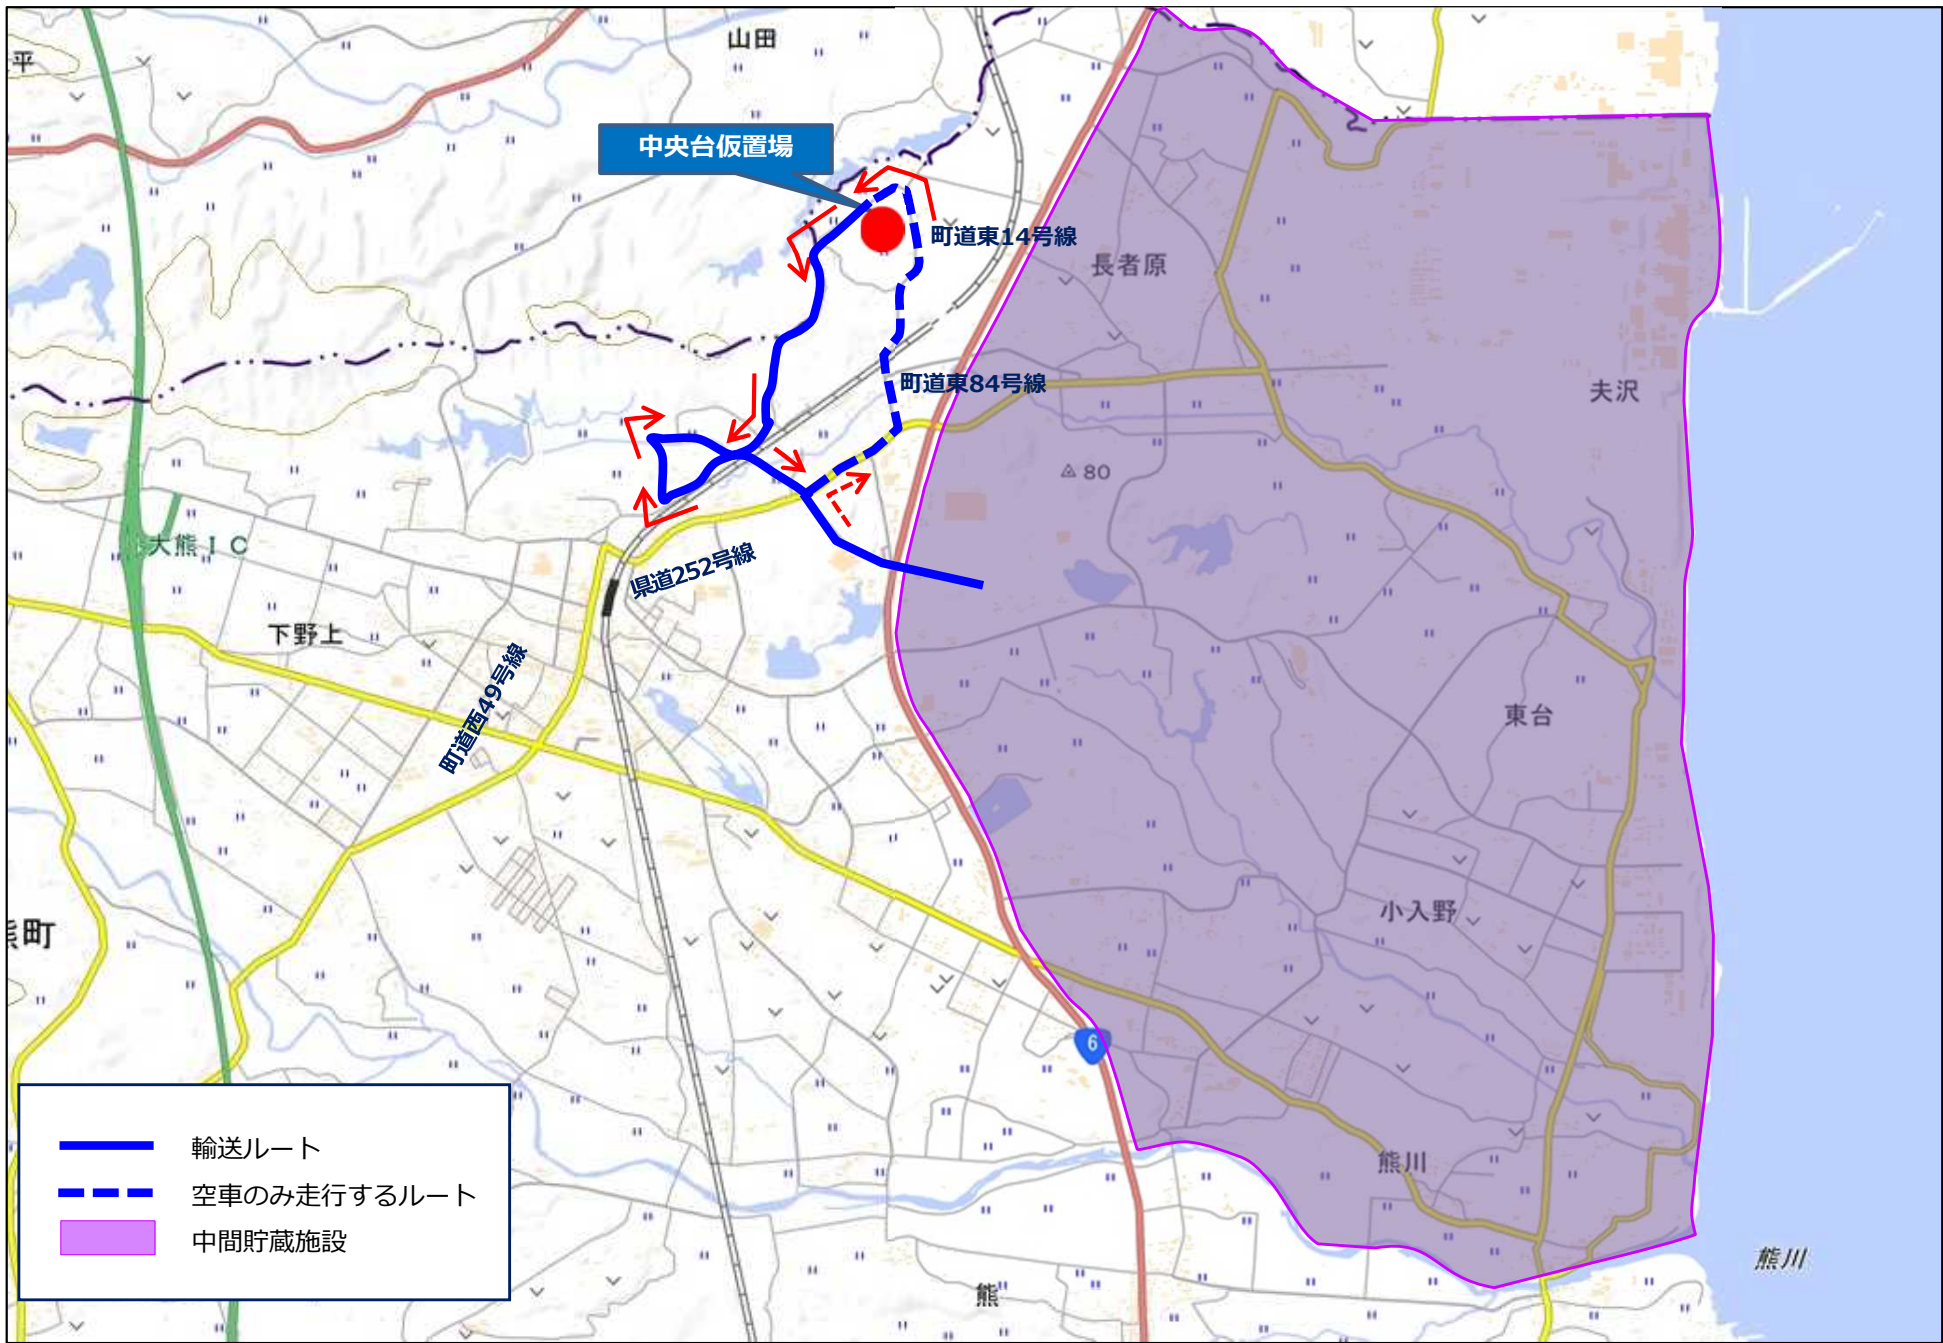 山田
平
中央台仮置場
町道東14号線
長者原
町道東84号線
夫沢
80
大熊IC
県道252号線
下野上
町道西49号線
東台
小入野
町
6
輸送ルート
空車のみ走行するルート
中間貯蔵施設
熊川
熊川
熊